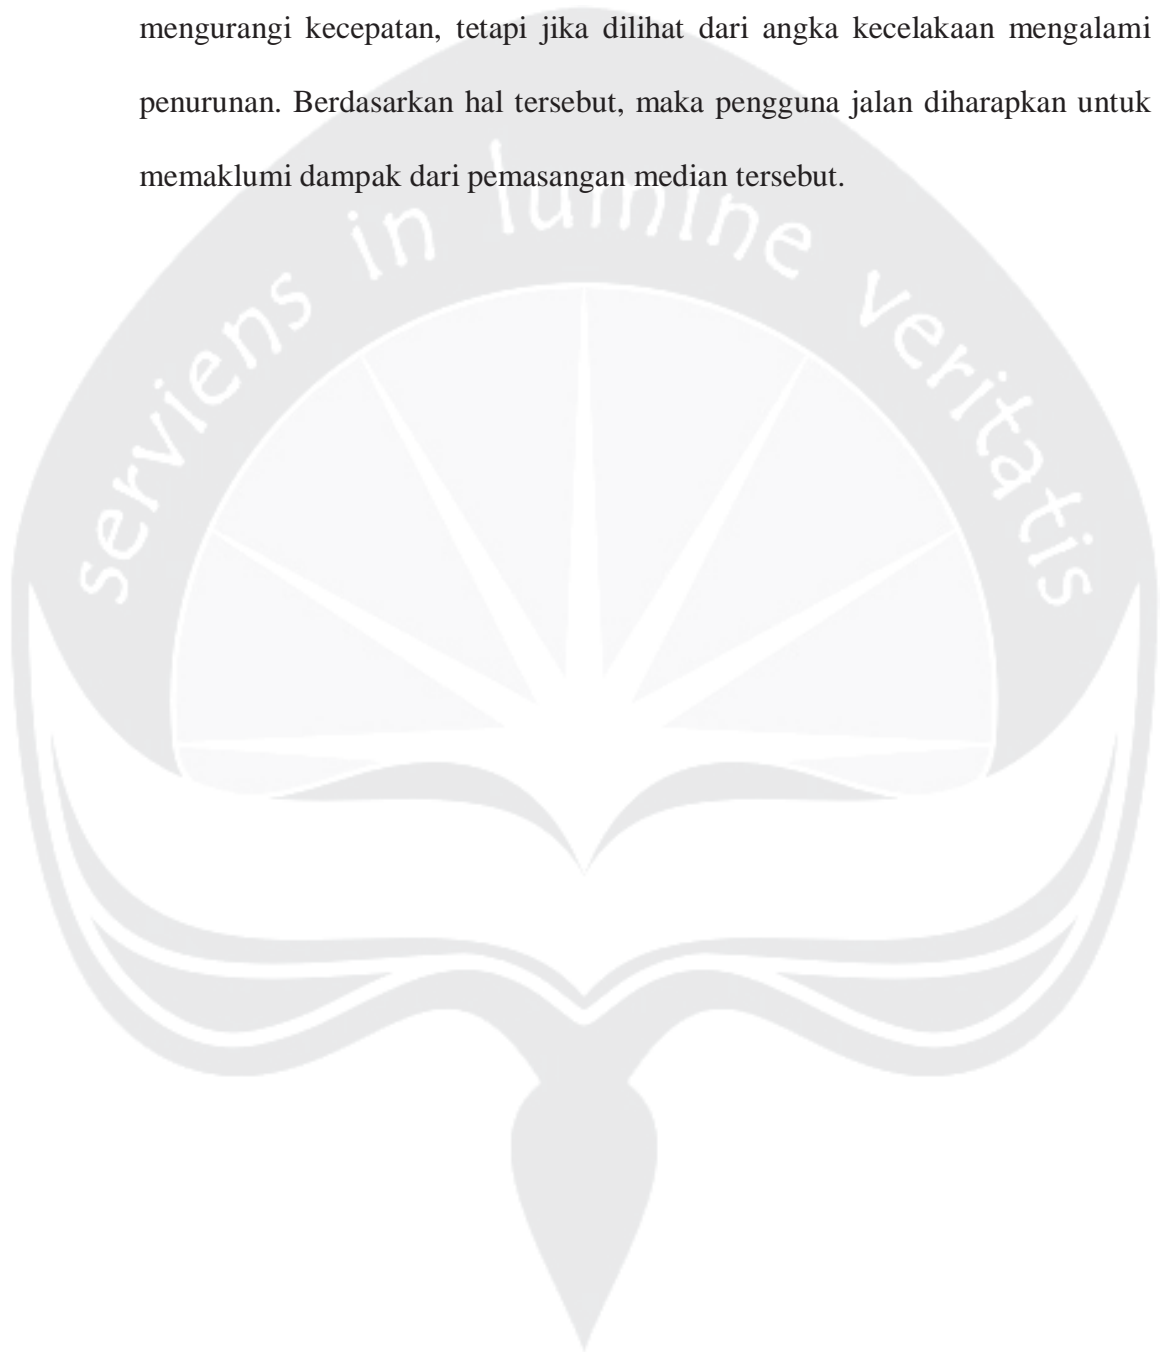 mengurangi kecepatan, tetapi jika dilihat dari angka kecelakaan mengalami
penurunan. Berdasarkan hal tersebut, maka pengguna jalan diharapkan untuk
memaklumi dampak dari pemasangan median tersebut.
serviens in lumine veritatis